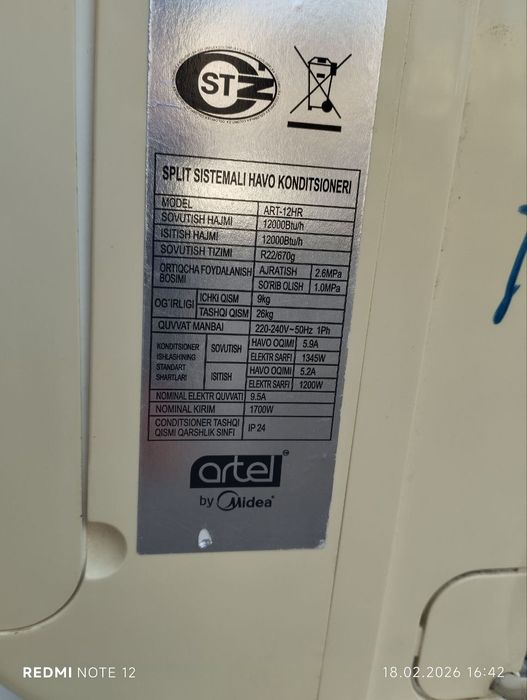 ST
SPLIT SISTEMALI HAVO KONDITSIONERI
MODEL ART-12HR
SOVUTISH HAJMI 12000Btu/h
ISITISH HAJMI 12000Btu/h
SOVUTISH TIZIMI R22/670g
ORTIQCHA FOYDALANISH BOSIMI AJRATISH 2.6MPa
SO'RIB OLISH 1.0MPa
OG'IRLIGI ICHKI QISM 9kg
TASHQI QISM 26kg
QUVVAT MANBAI 220-240V~50Hz 1Ph
KONDITSIONER ISHLASHNING STANDART SHARTLARI
SOVUTISH HAVO OQIMI 5.9A
ELEKTR SARFI 1345W
ISITISH HAVO OQIMI 5.2A
ELEKTR SARFI 1200W
NOMINAL ELEKTR QUVVATI 9.5A
NOMINAL KIRIM 1700W
CONDITSIONER TASHQI QISMI QARSHLIK SINFI IP 24
artel
by Midea
REDMI NOTE 12
18.02.2026 16:42